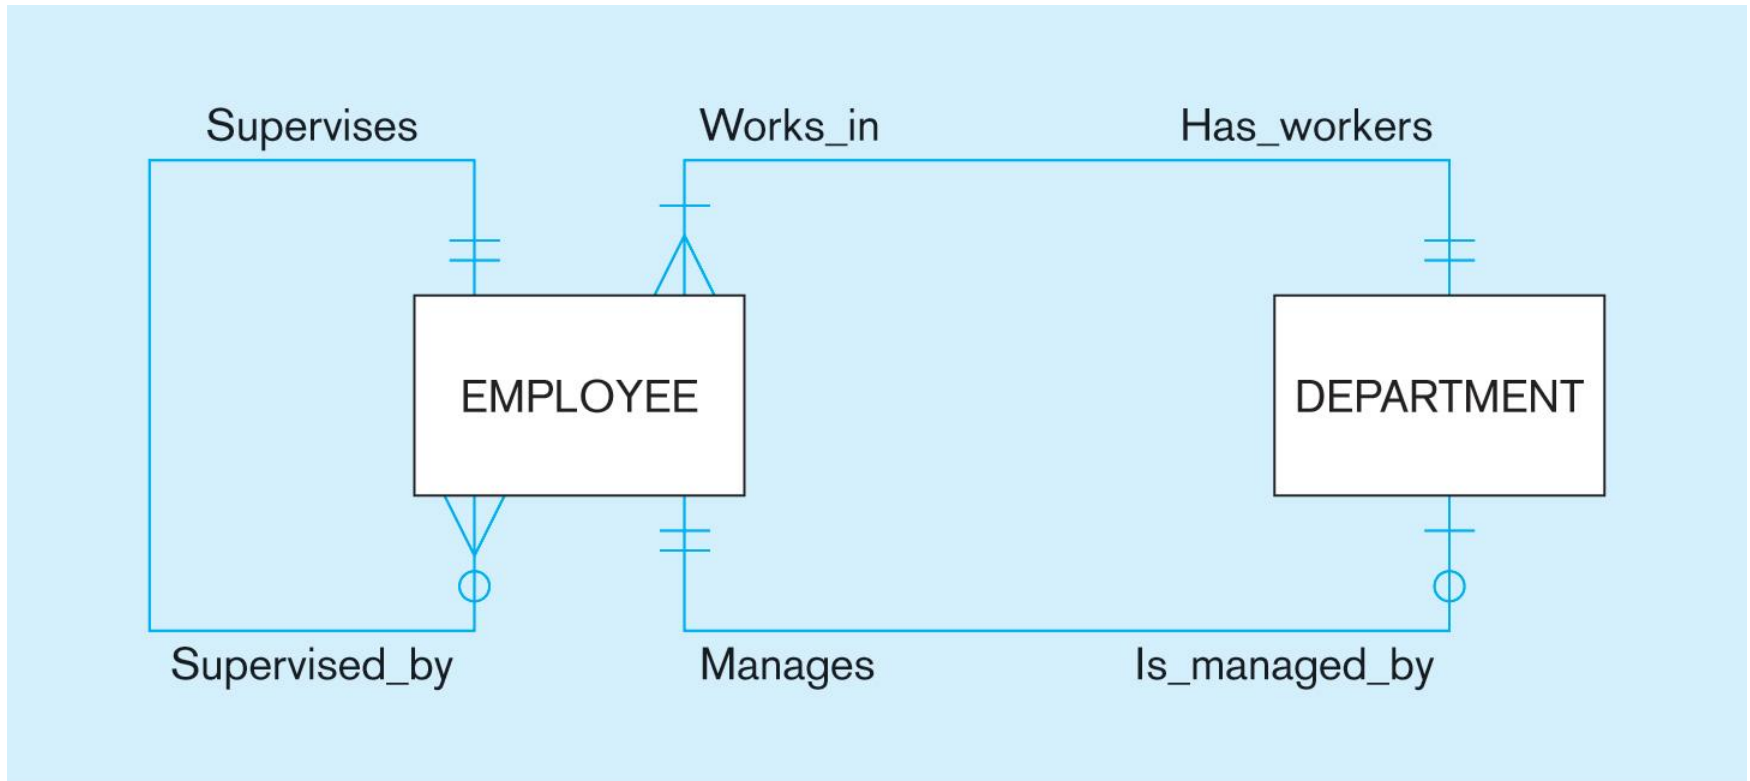 Supervises
Works_in
Has_workers
EMPLOYEE
DEPARTMENT
Supervised_by
Manages
Is_managed_by